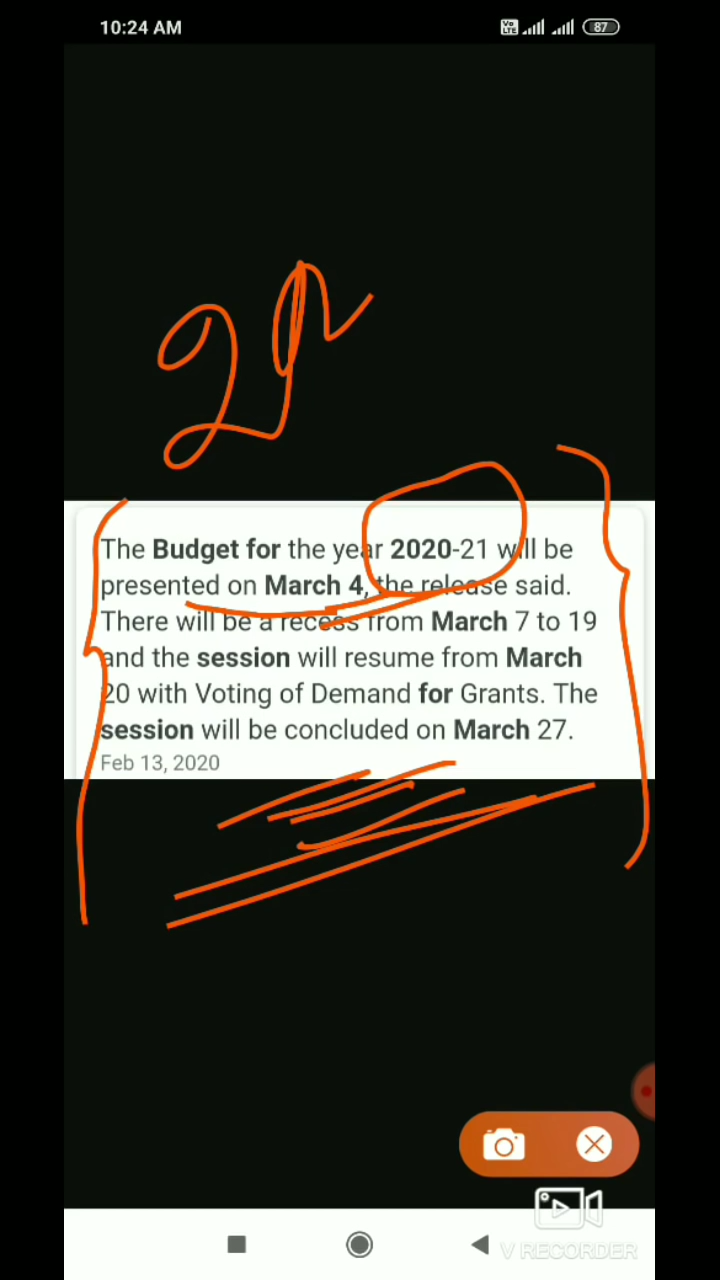 10:24 AM
Vo LTE
87
The Budget for the year 2020-21 will be
presented on March 4, the release said.
There will be a recess from March 7 to 19
and the session will resume from March
20 with Voting of Demand for Grants. The
session will be concluded on March 27.
Feb 13, 2020
V RECORDER